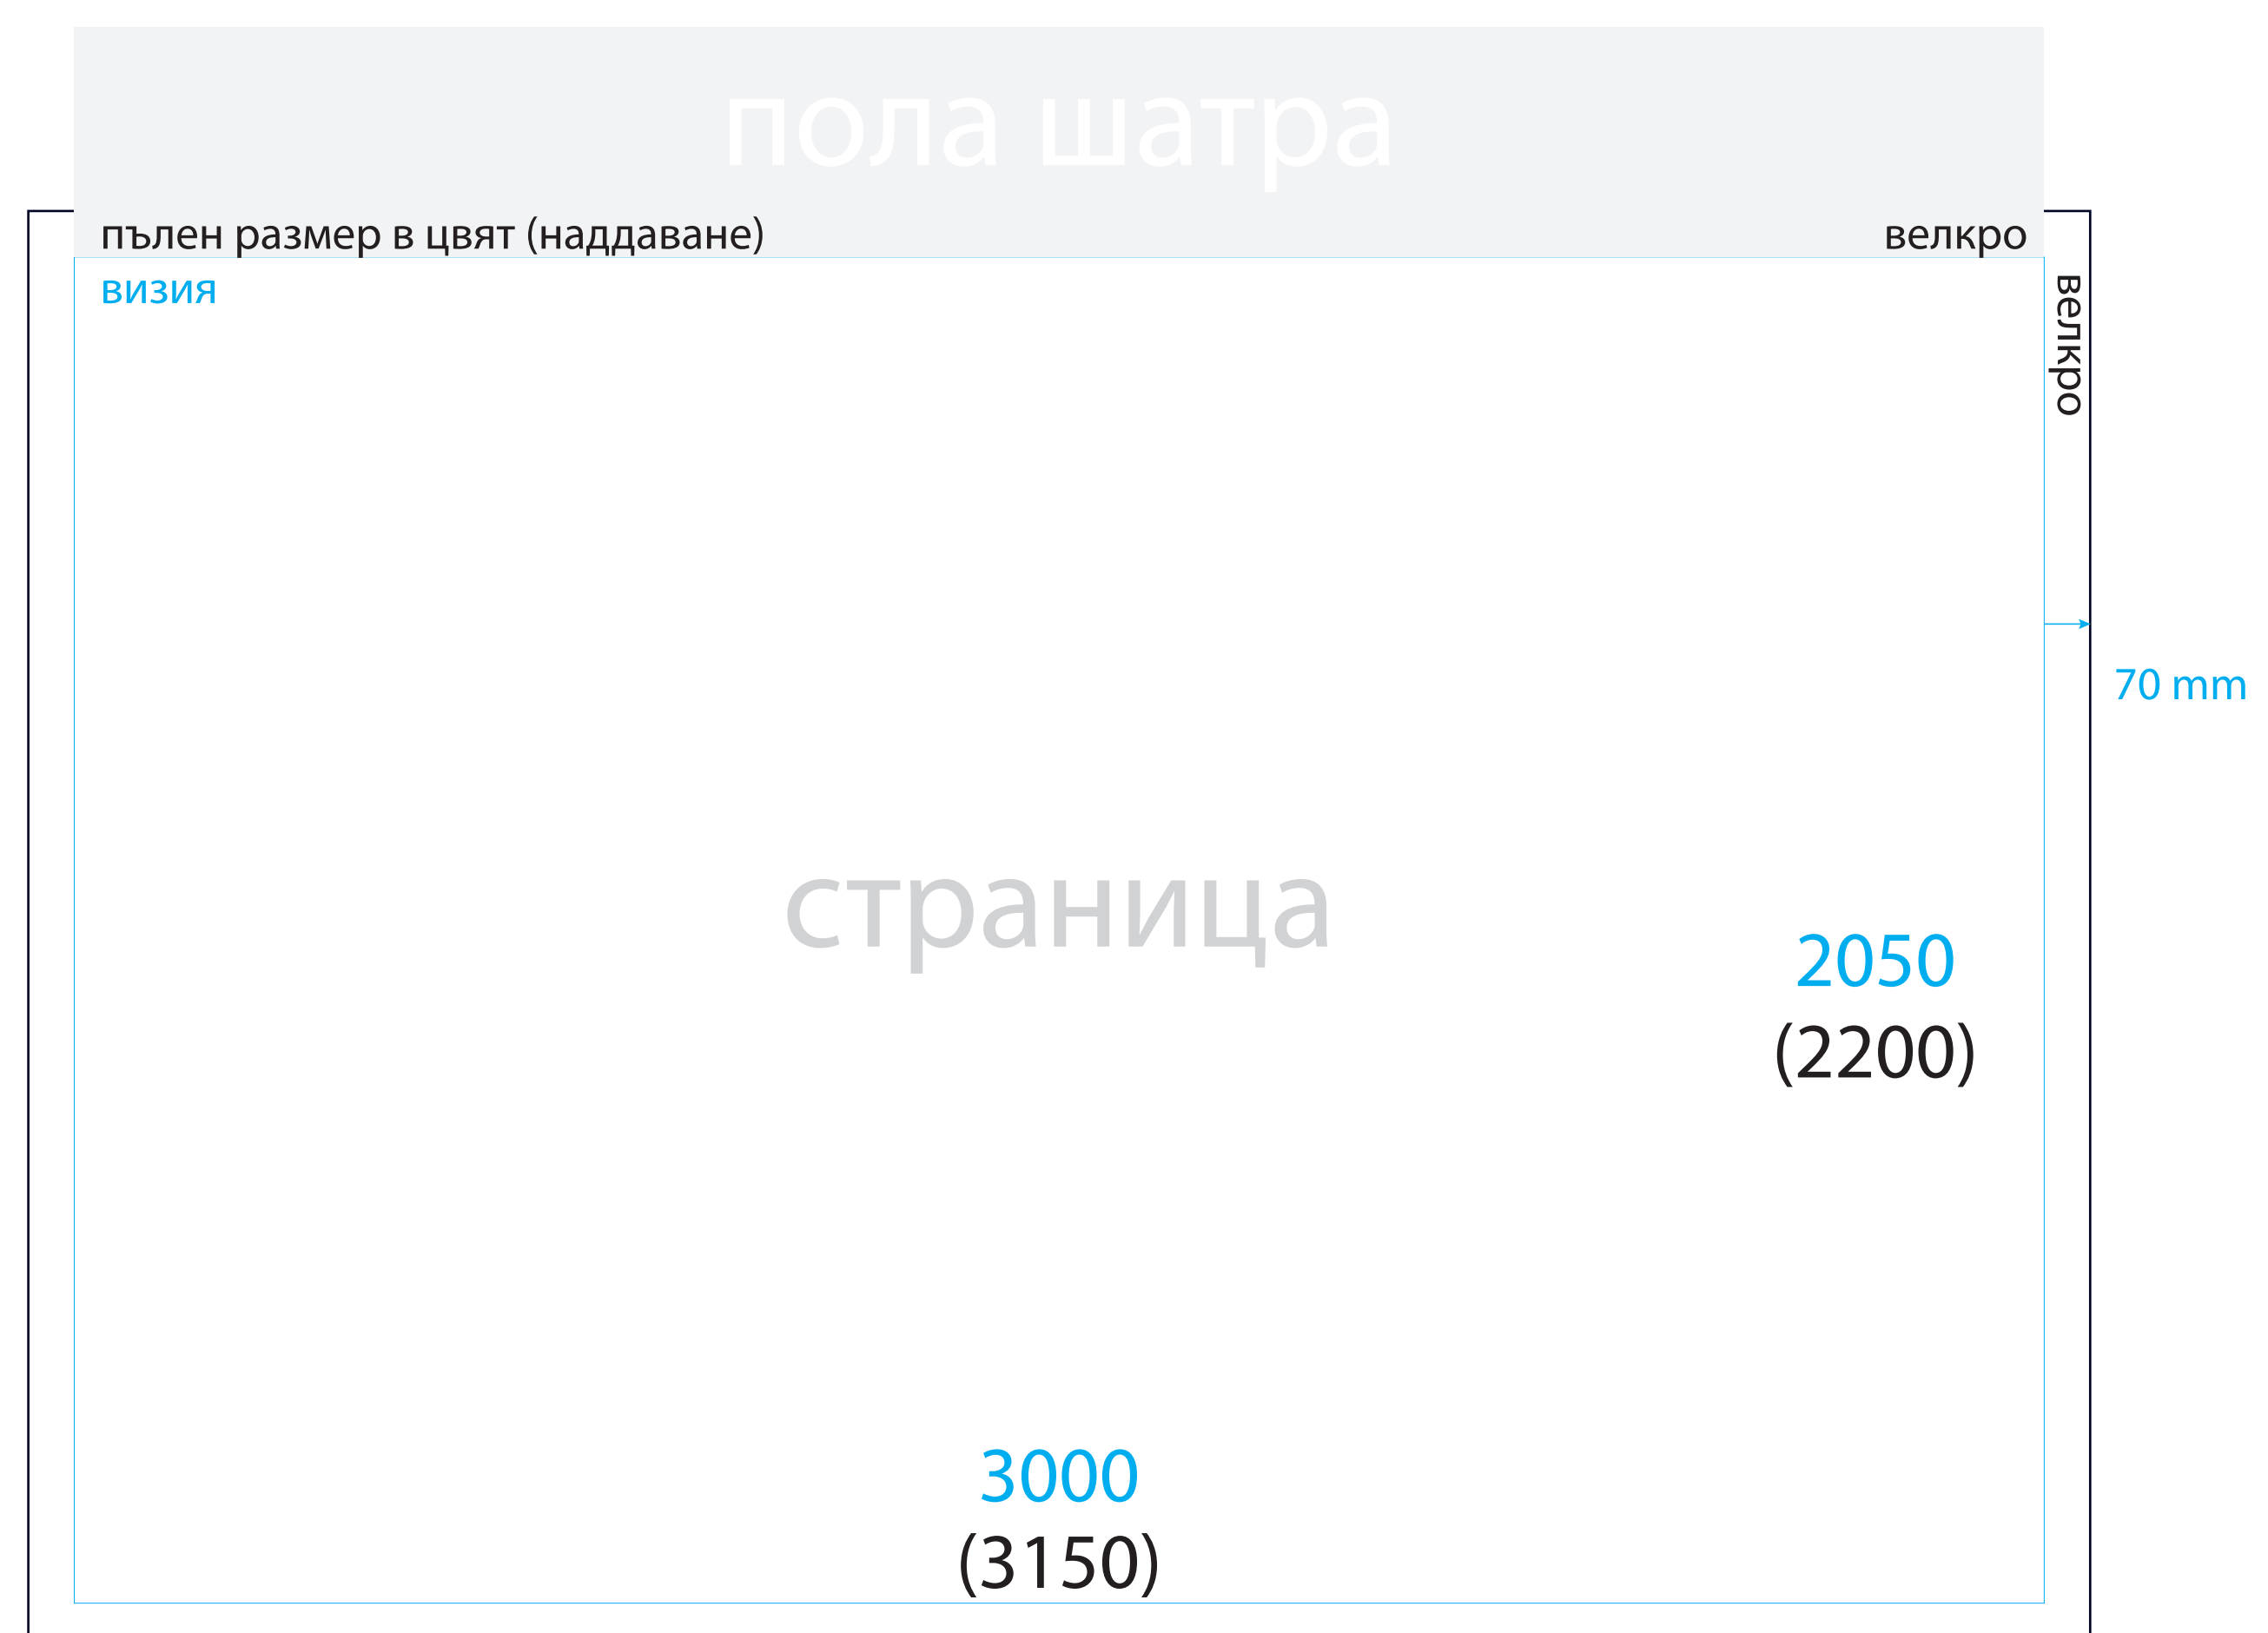 пола шатра
пълен размер в цвят (наддаване)
велкро
визия
велкро
70 mm
страница
2050
(2200)
3000
(3150)